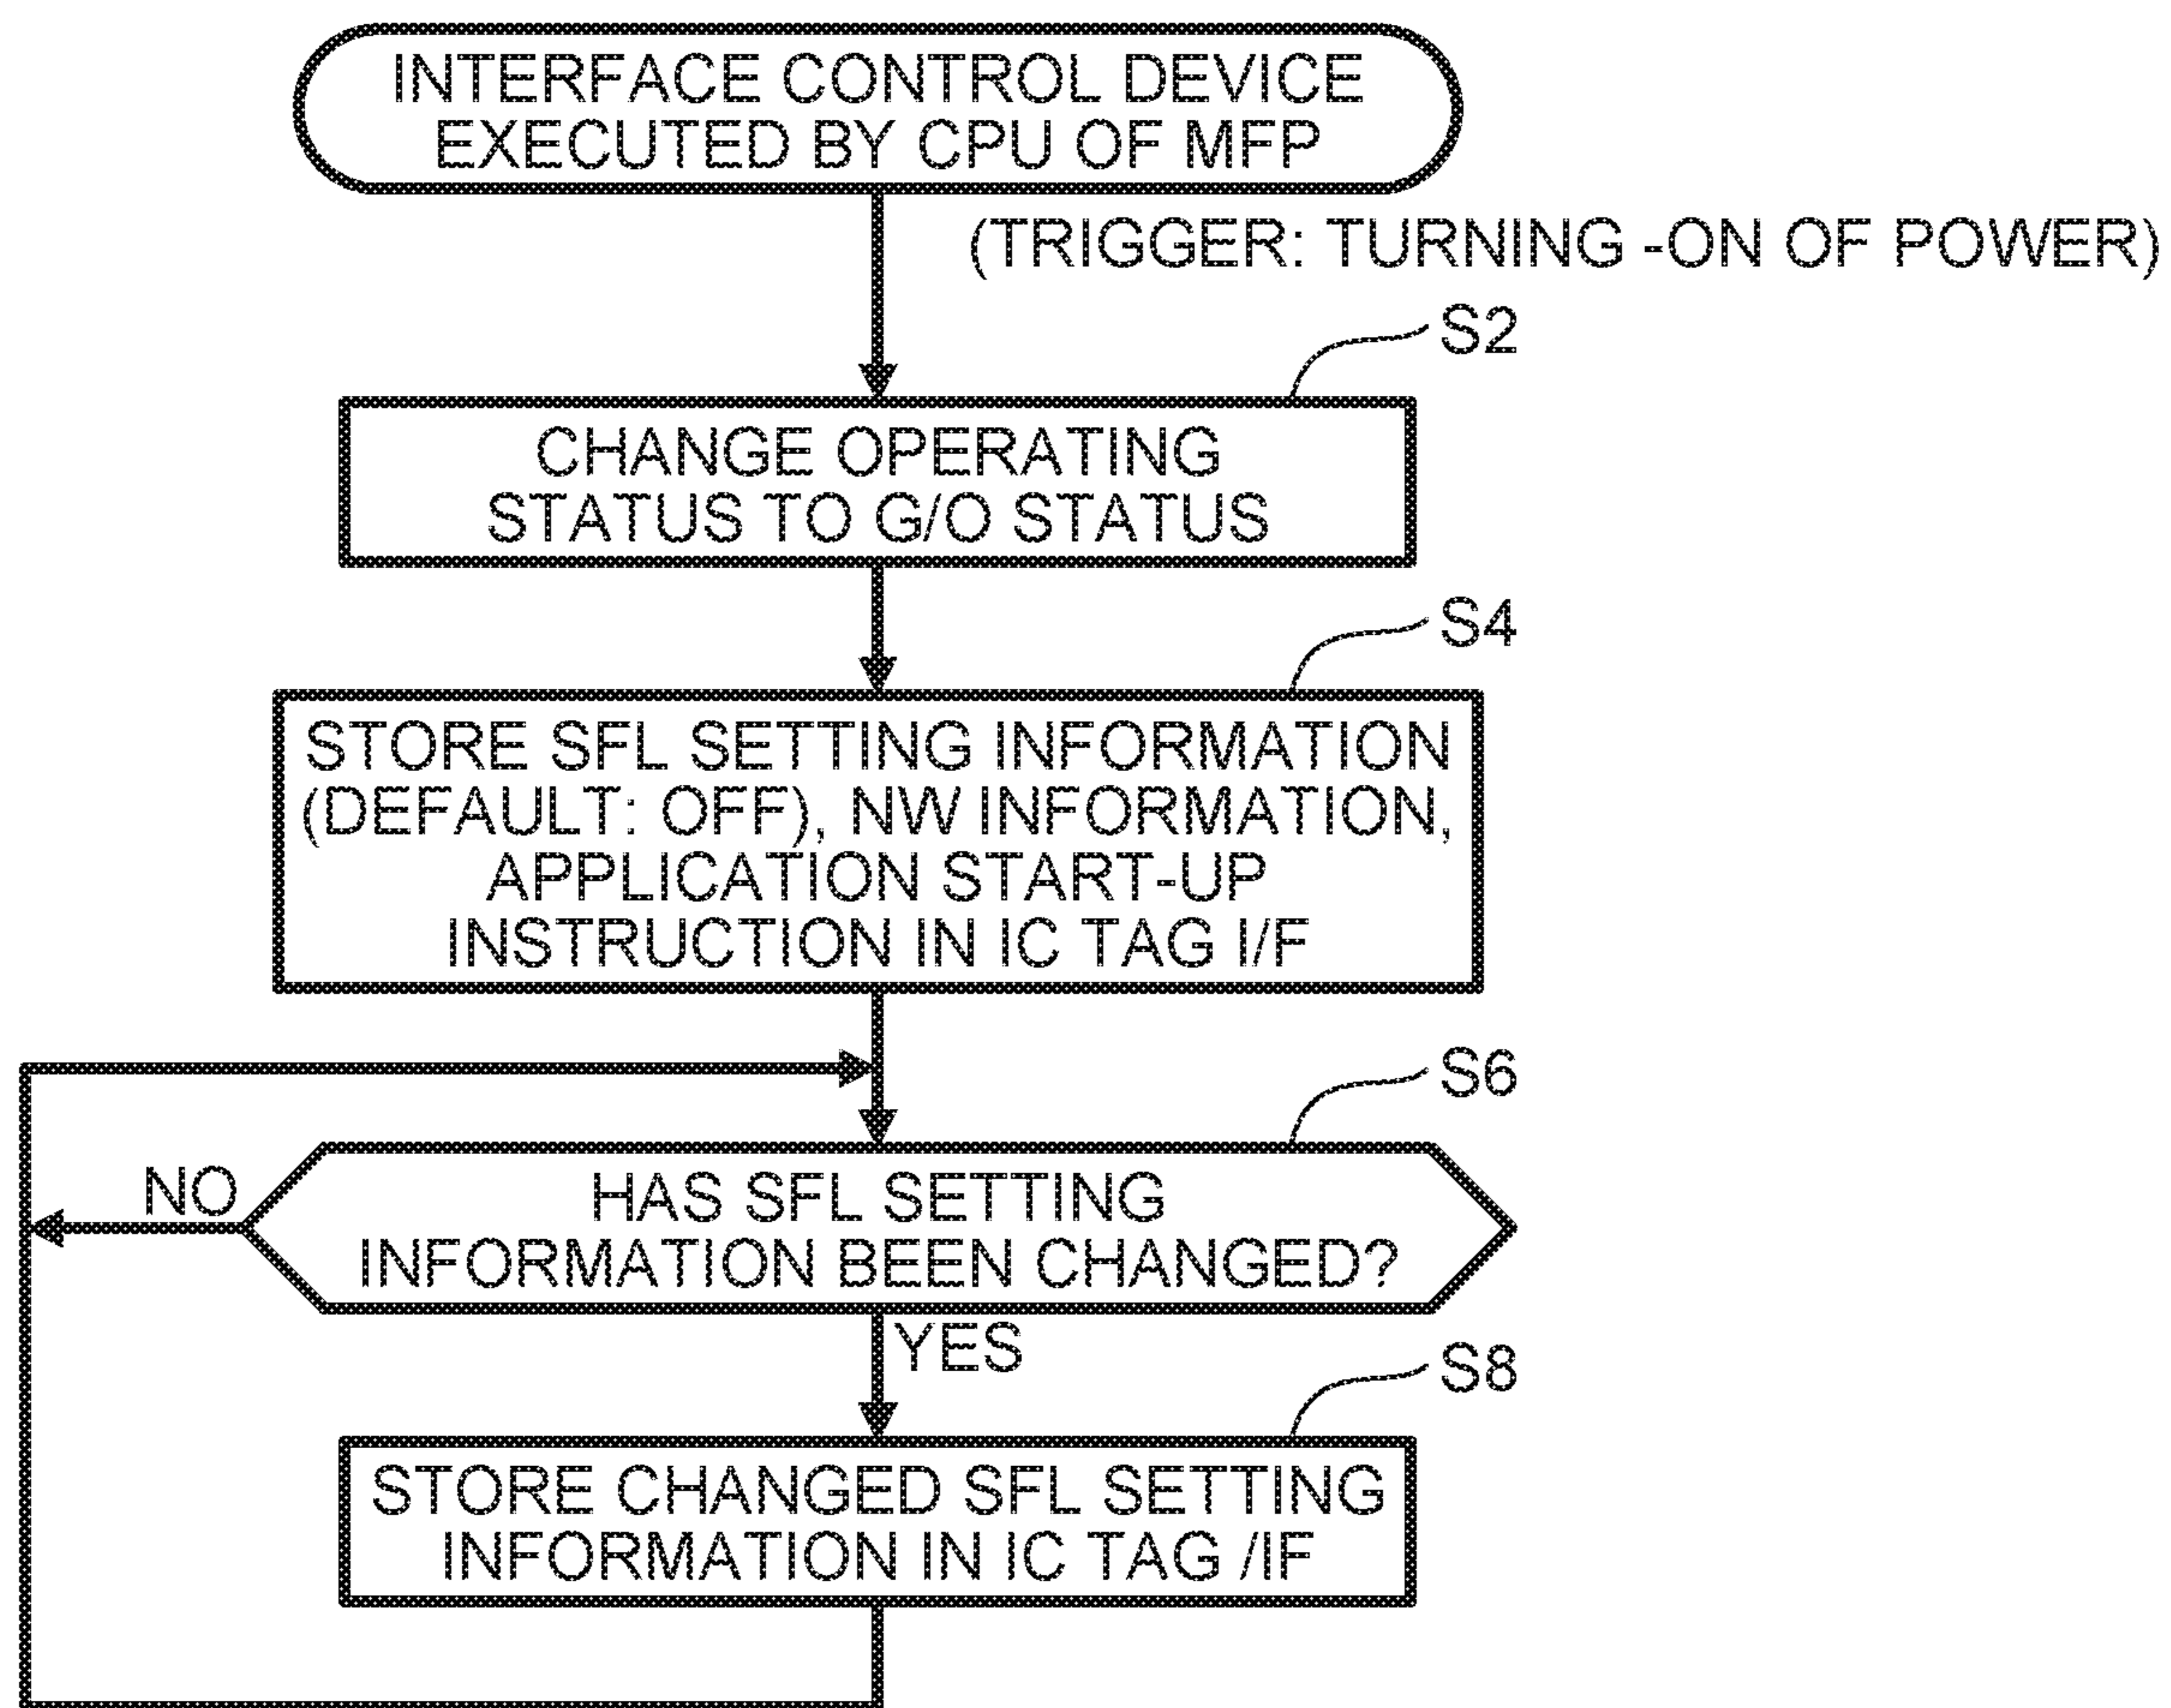 INTERFACE CONTROL DEVICE
EXECUTED BY CPU OF MFP
(TRIGGER: TURNING -ON OF POWER)
S2
CHANGE OPERATING
STATUS TO G/O STATUS
S4
STORE SFL SETTING INFORMATION
(DEFAULT: OFF), NW INFORMATION,
APPLICATION START-UP
INSTRUCTION IN IC TAG I/F
S6
NO
HAS SFL SETTING
INFORMATION BEEN CHANGED?
YES
S8
STORE CHANGED SFL SETTING
INFORMATION IN IC TAG /IF